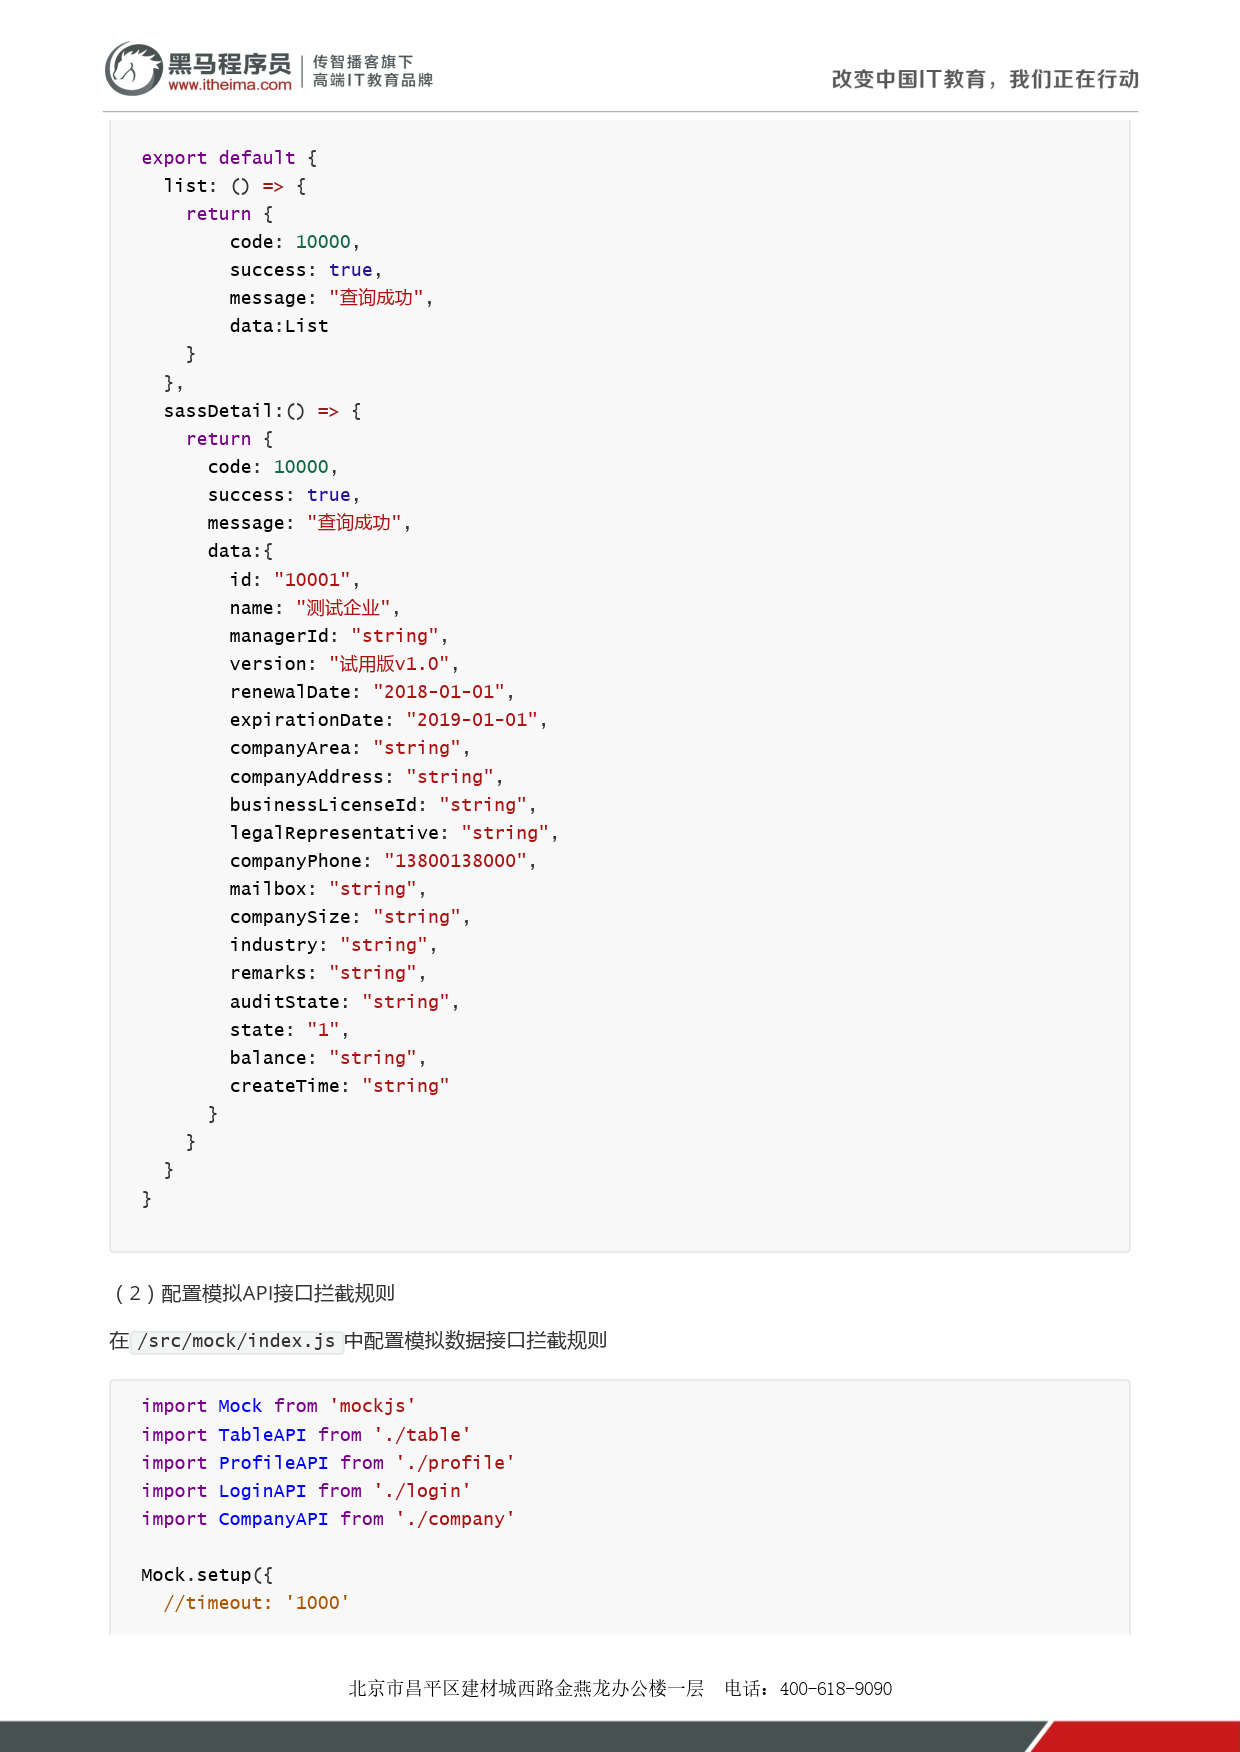 黑马程序员
www.itheima.com
传智播客旗下
高端IT教育品牌
改变中国IT教育，我们正在行动
export default {
  list: () => {
    return {
        code: 10000,
        success: true,
        message: "查询成功",
        data:List
    }
  },
  sassDetail:() => {
    return {
      code: 10000,
      success: true,
      message: "查询成功",
      data:{
        id: "10001",
        name: "测试企业",
        managerId: "string",
        version: "试用版v1.0",
        renewalDate: "2018-01-01",
        expirationDate: "2019-01-01",
        companyArea: "string",
        companyAddress: "string",
        businessLicenseId: "string",
        legalRepresentative: "string",
        companyPhone: "13800138000",
        mailbox: "string",
        companySize: "string",
        industry: "string",
        remarks: "string",
        auditState: "string",
        state: "1",
        balance: "string",
        createTime: "string"
      }
    }
  }
}
（2）配置模拟API接口拦截规则
在 /src/mock/index.js 中配置模拟数据接口拦截规则
import Mock from 'mockjs'
import TableAPI from './table'
import ProfileAPI from './profile'
import LoginAPI from './login'
import CompanyAPI from './company'
Mock.setup({
  //timeout: '1000'
北京市昌平区建材城西路金燕龙办公楼一层 电话：400-618-9090